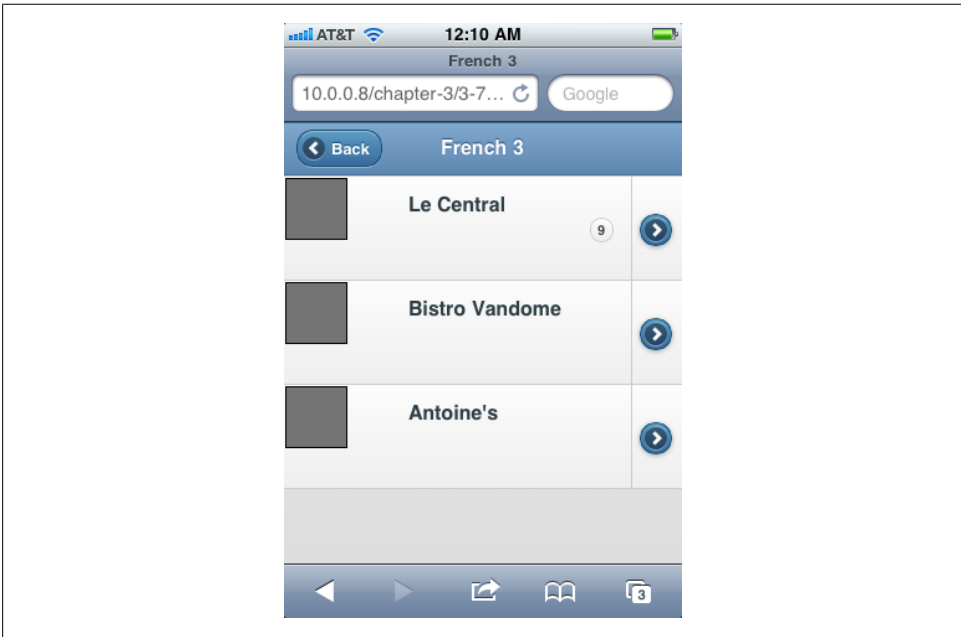 AT&T 12:10 AM
French 3
10.0.0.8/chapter-3/3-7... Google
Back French 3
Le Central
9
Bistro Vandome
Antoine's
3